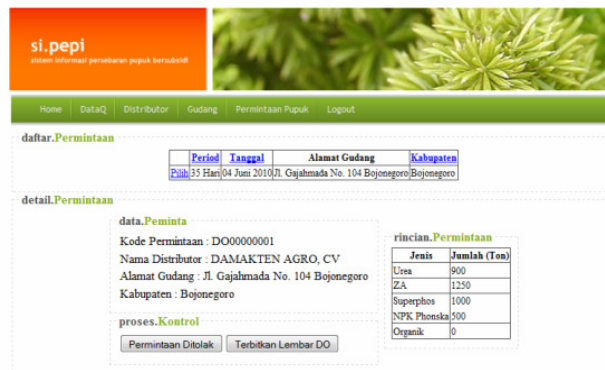 si.pepi
sistem informasi persebaran pupuk bersubsidi
Home DataQ Distributor Gudang Permintaan Pupuk Logout
daftar.Permintaan
Period Tanggal Alamat Gudang Kabupaten
Pilih 35 Hari 04 Juni 2010 Jl. Gajahmada No. 104 Bojonegoro Bojonegoro
detail.Permintaan
data.Peminta
Kode Permintaan : DO00000001
Nama Distributor : DAMAKTEN AGRO, CV
Alamat Gudang : Jl. Gajahmada No. 104 Bojonegoro
Kabupaten : Bojonegoro
proses.Kontrol
Permintaan Ditolak Terbitkan Lembar DO
rincian.Permintaan
Jenis Jumlah (Ton)
Urea 900
ZA 1250
Superphos 1000
NPK Phonska 500
Organik 0